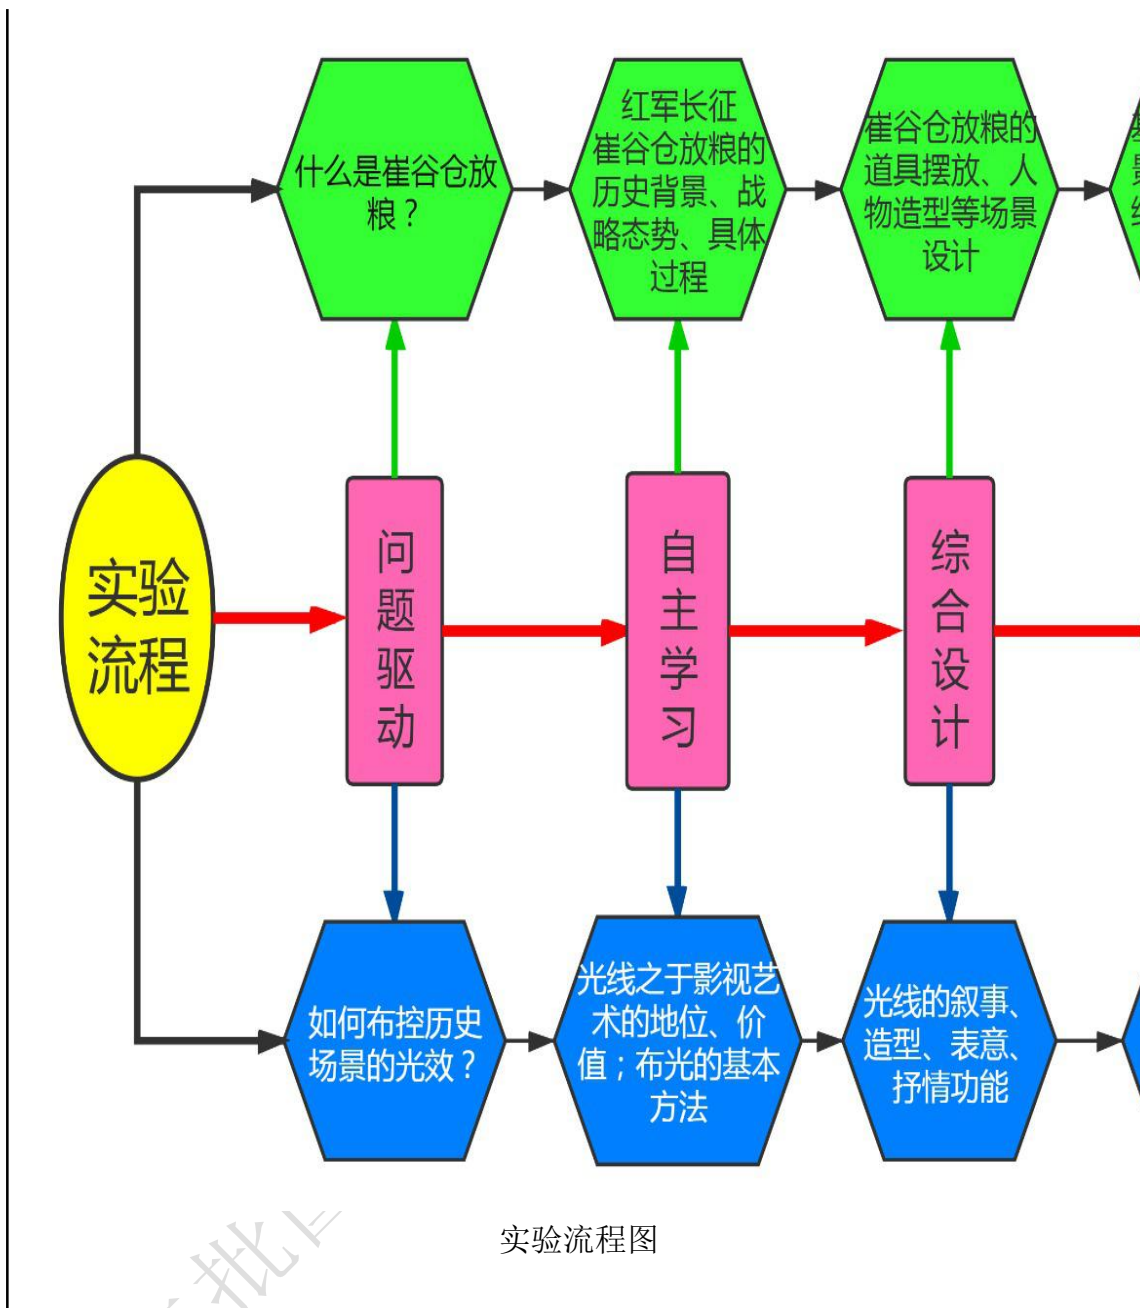 什么是崔谷仓放
粮？
红军长征
崔谷仓放粮的
历史背景、战
略态势、具体
过程
崔谷仓放粮的
道具摆放、人
物造型等场景
设计
实验
流程
问
题
驱
动
自
主
学
习
综
合
设
计
如何布控历史
场景的光效？
光线之于影视艺
术的地位、价
值；布光的基本
方法
光线的叙事、
造型、表意、
抒情功能
实验流程图
批